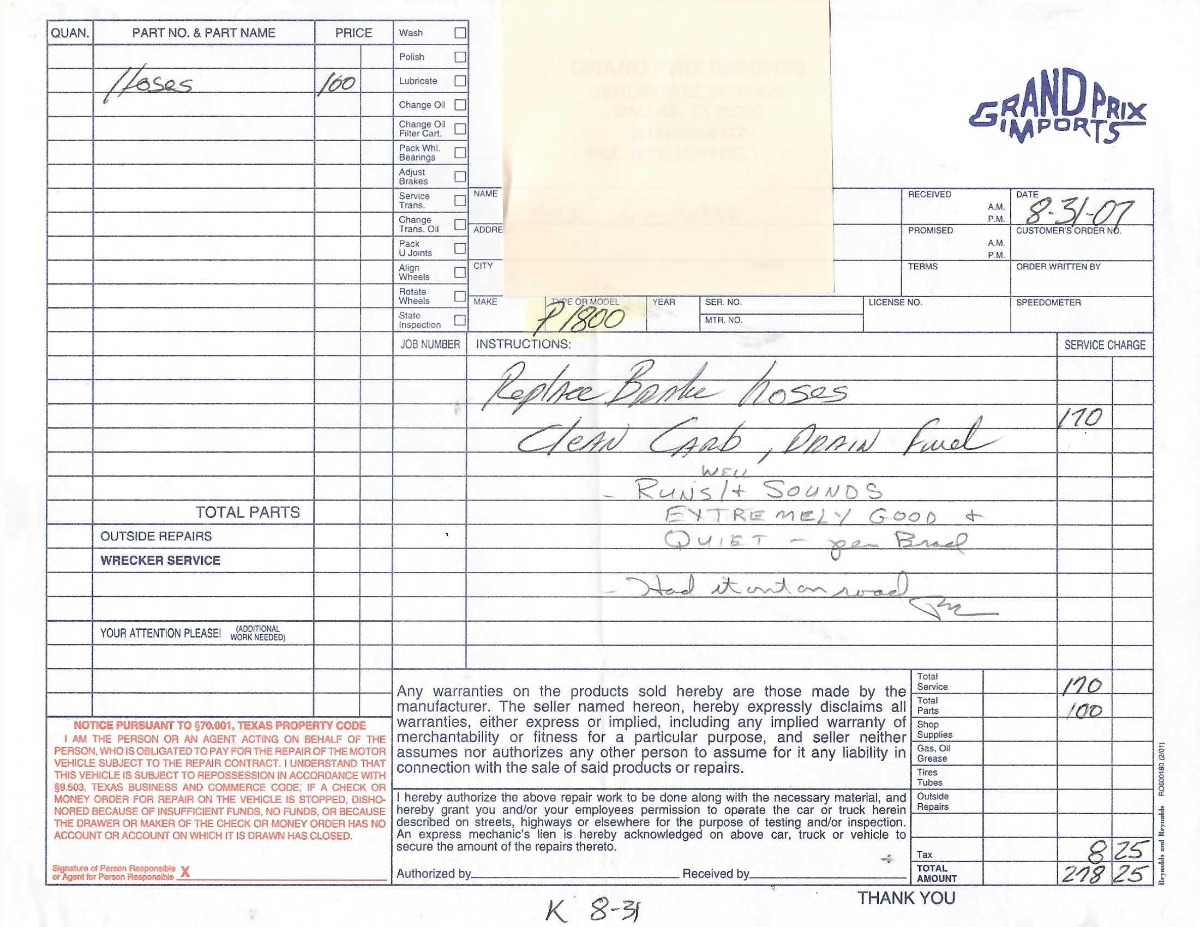 QUAN. PART NO. & PART NAME PRICE
Hoses 100
TOTAL PARTS
OUTSIDE REPAIRS
WRECKER SERVICE
YOUR ATTENTION PLEASE! (ADDITIONAL WORK NEEDED)
Wash
Polish
Lubricate
Change Oil
Change Oil
Filter Cart.
Pack Whl.
Bearings
Adjust
Brakes
Service
Trans.
Change
Trans. Oil
Pack
U Joints
Align
Wheels
Rotate
Wheels
State
Inspection
GRAND PRIX IMPORTS
GRAND PRIX
IMPORTS
NAME
RECEIVED
A.M.
P.M.
DATE
8-31-07
ADDRE
PROMISED
A.M.
P.M.
CUSTOMER'S ORDER NO.
CITY
TERMS
ORDER WRITTEN BY
MAKE
TYPE OR MODEL
P1800
YEAR
SER. NO.
MTR. NO.
LICENSE NO.
SPEEDOMETER
JOB NUMBER INSTRUCTIONS: SERVICE CHARGE
Replace Brake hoses
170
Clean Carb, Drain Fuel
WELL
- RUNS/+ SOUNDS
EXTREMELY GOOD +
QUIET - per Brad
- Had it out on road
Any warranties on the products sold hereby are those made by the
manufacturer. The seller named hereon, hereby expressly disclaims all
warranties, either express or implied, including any implied warranty of
merchantability or fitness for a particular purpose, and seller neither
assumes nor authorizes any other person to assume for it any liability in
connection with the sale of said products or repairs.
I hereby authorize the above repair work to be done along with the necessary material, and
hereby grant you and/or your employees permission to operate the car or truck herein
described on streets, highways or elsewhere for the purpose of testing and/or inspection.
An express mechanic's lien is hereby acknowledged on above car, truck or vehicle to
secure the amount of the repairs thereto.
Authorized by Received by
NOTICE PURSUANT TO §70.001, TEXAS PROPERTY CODE
I AM THE PERSON OR AN AGENT ACTING ON BEHALF OF THE
PERSON, WHO IS OBLIGATED TO PAY FOR THE REPAIR OF THE MOTOR
VEHICLE SUBJECT TO THE REPAIR CONTRACT. I UNDERSTAND THAT
THIS VEHICLE IS SUBJECT TO REPOSSESSION IN ACCORDANCE WITH
§9.503, TEXAS BUSINESS AND COMMERCE CODE, IF A CHECK OR
MONEY ORDER FOR REPAIR ON THE VEHICLE IS STOPPED, DISHO-
NORED BECAUSE OF INSUFFICIENT FUNDS, NO FUNDS, OR BECAUSE
THE DRAWER OR MAKER OF THE CHECK OR MONEY ORDER HAS NO
ACCOUNT OR ACCOUNT ON WHICH IT IS DRAWN HAS CLOSED.
Signature of Person Responsible
or Agent for Person Responsible X
Total
Service 170
Total
Parts 100
Shop
Supplies
Gas, Oil
Grease
Tires
Tubes
Outside
Repairs
Tax 8 25
TOTAL
AMOUNT 278 25
THANK YOU
K 8-31
Reynolds and Reynolds RO600180 (2/01)